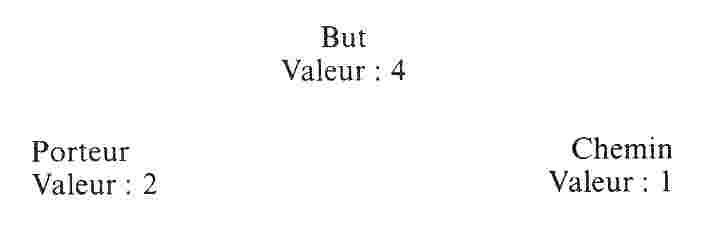 But
Valeur : 4
Porteur
Valeur : 2
Chemin
Valeur : 1